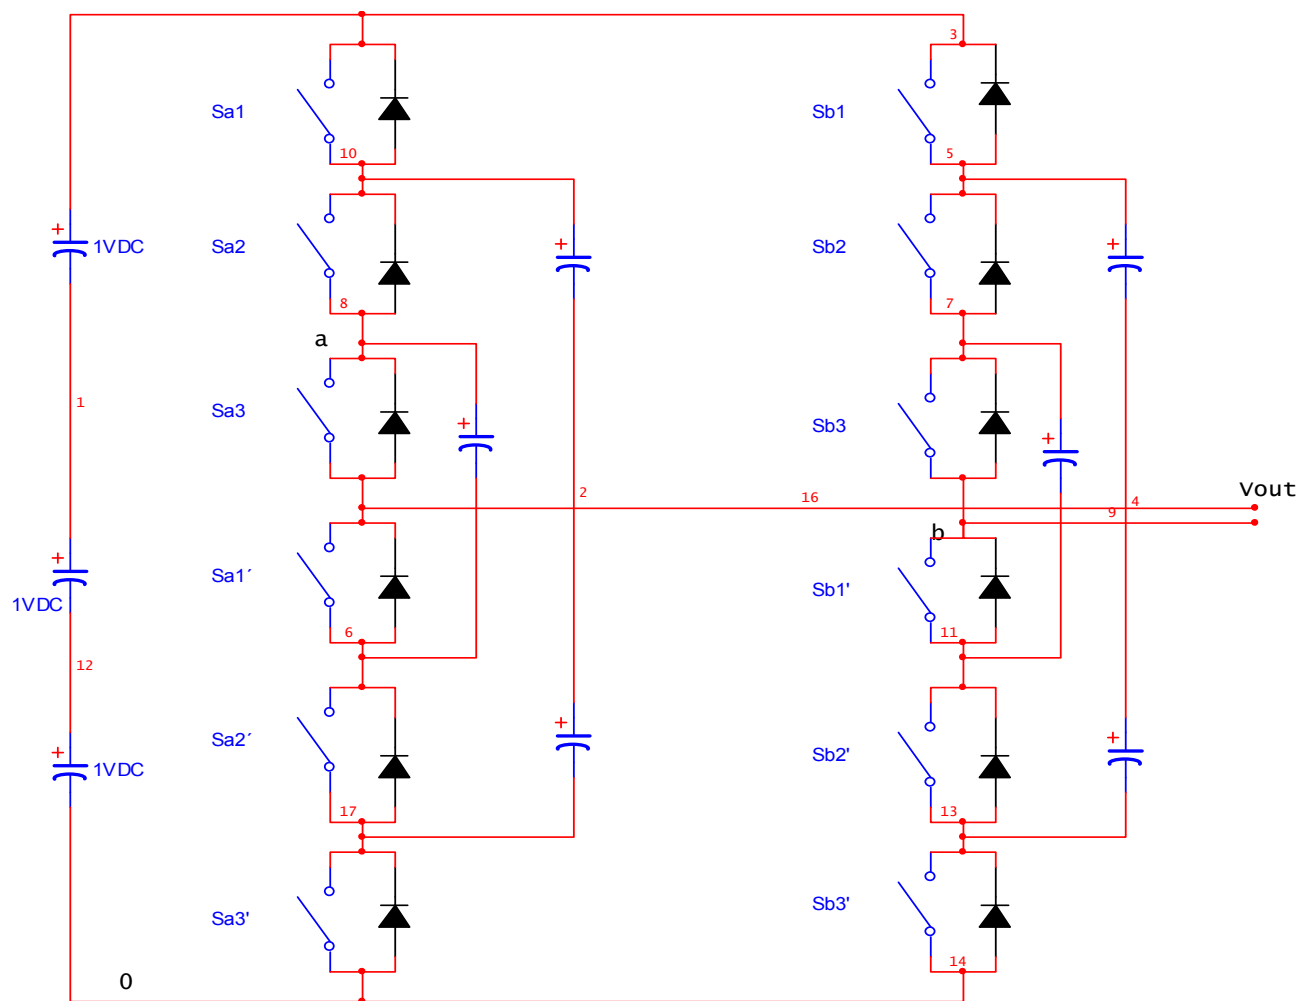 3
Sa1
Sb1
10
5
+
1VDC
Sa2
+
Sb2
+
8
7
a
1
Sa3
+
Sb3
+
2
16
4
Vout
9
b
+
1VDC
Sa1´
Sb1'
6
11
12
+
1VDC
Sa2´
+
Sb2'
+
17
13
Sa3'
Sb3'
0
14